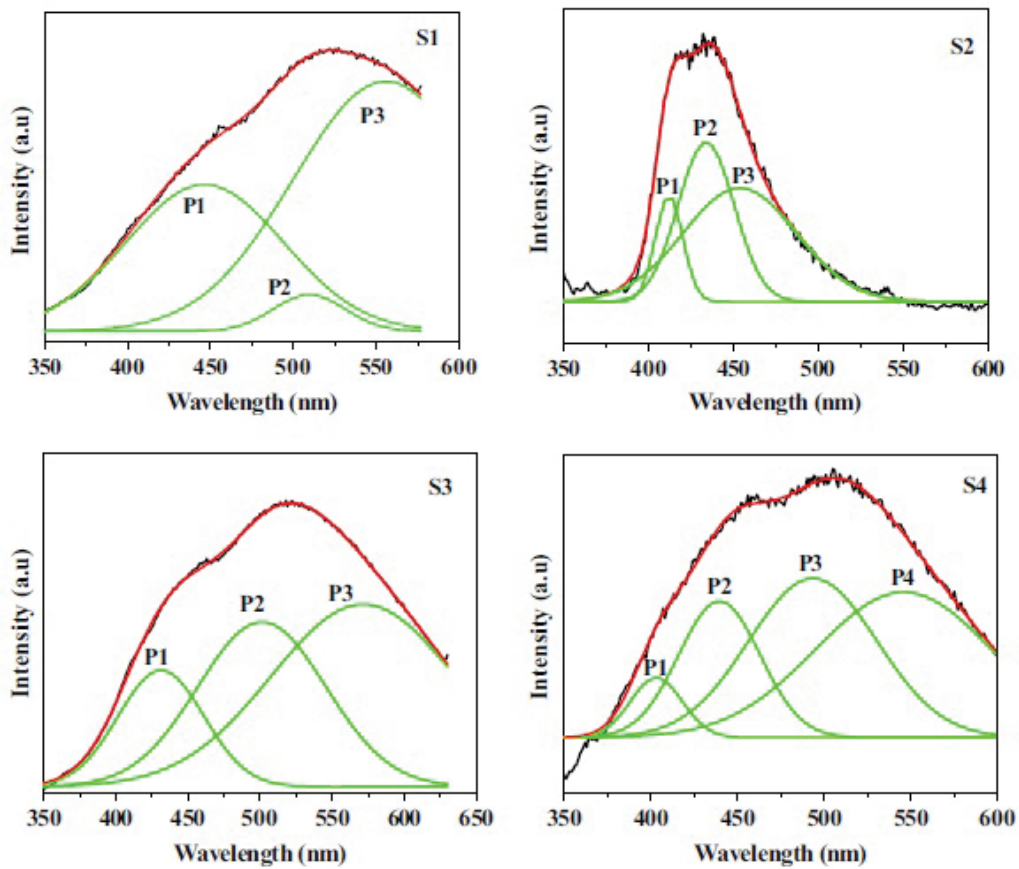 S1
P3
P1
P2
Intensity (a.u)
350 400 450 500 550 600
Wavelength (nm)
S2
P2
P1
P3
Intensity (a.u)
350 400 450 500 550 600
Wavelength (nm)
S3
P3
P2
P1
Intensity (a.u)
350 400 450 500 550 600 650
Wavelength (nm)
S4
P3
P4
P2
P1
Intensity (a.u)
350 400 450 500 550 600
Wavelength (nm)